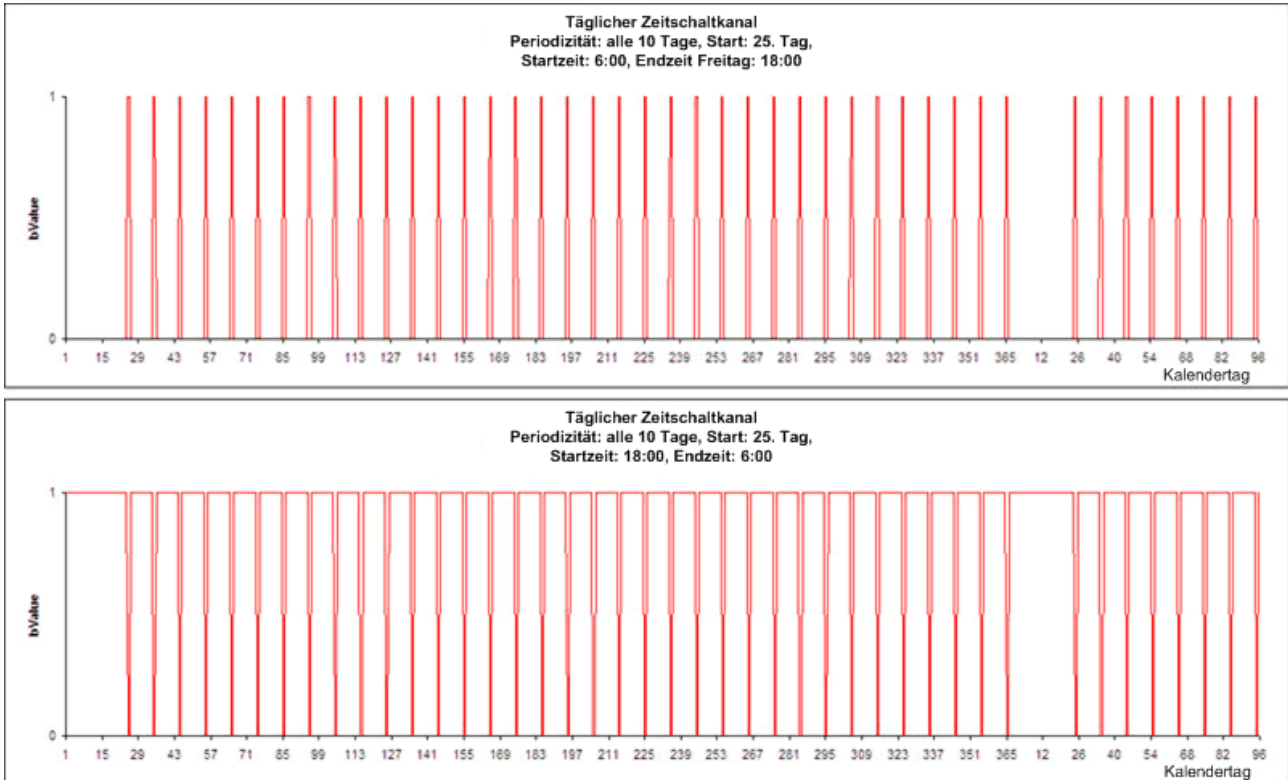 Täglicher Zeitschaltkanal
Periodizität: alle 10 Tage, Start: 25. Tag,
Startzeit: 6:00, Endzeit Freitag: 18:00
1
bValue
0
1 15 29 43 57 71 85 99 113 127 141 155 169 183 197 211 225 239 253 267 281 295 309 323 337 351 365 12 26 40 54 68 82 96
Kalendertag
Täglicher Zeitschaltkanal
Periodizität: alle 10 Tage, Start: 25. Tag,
Startzeit: 18:00, Endzeit: 6:00
1
bValue
0
1 15 29 43 57 71 85 99 113 127 141 155 169 183 197 211 225 239 253 267 281 295 309 323 337 351 365 12 26 40 54 68 82 96
Kalendertag